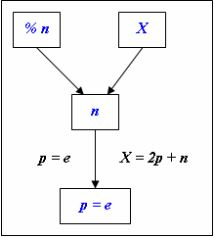 % n X
n
p = e X = 2p + n
p = e